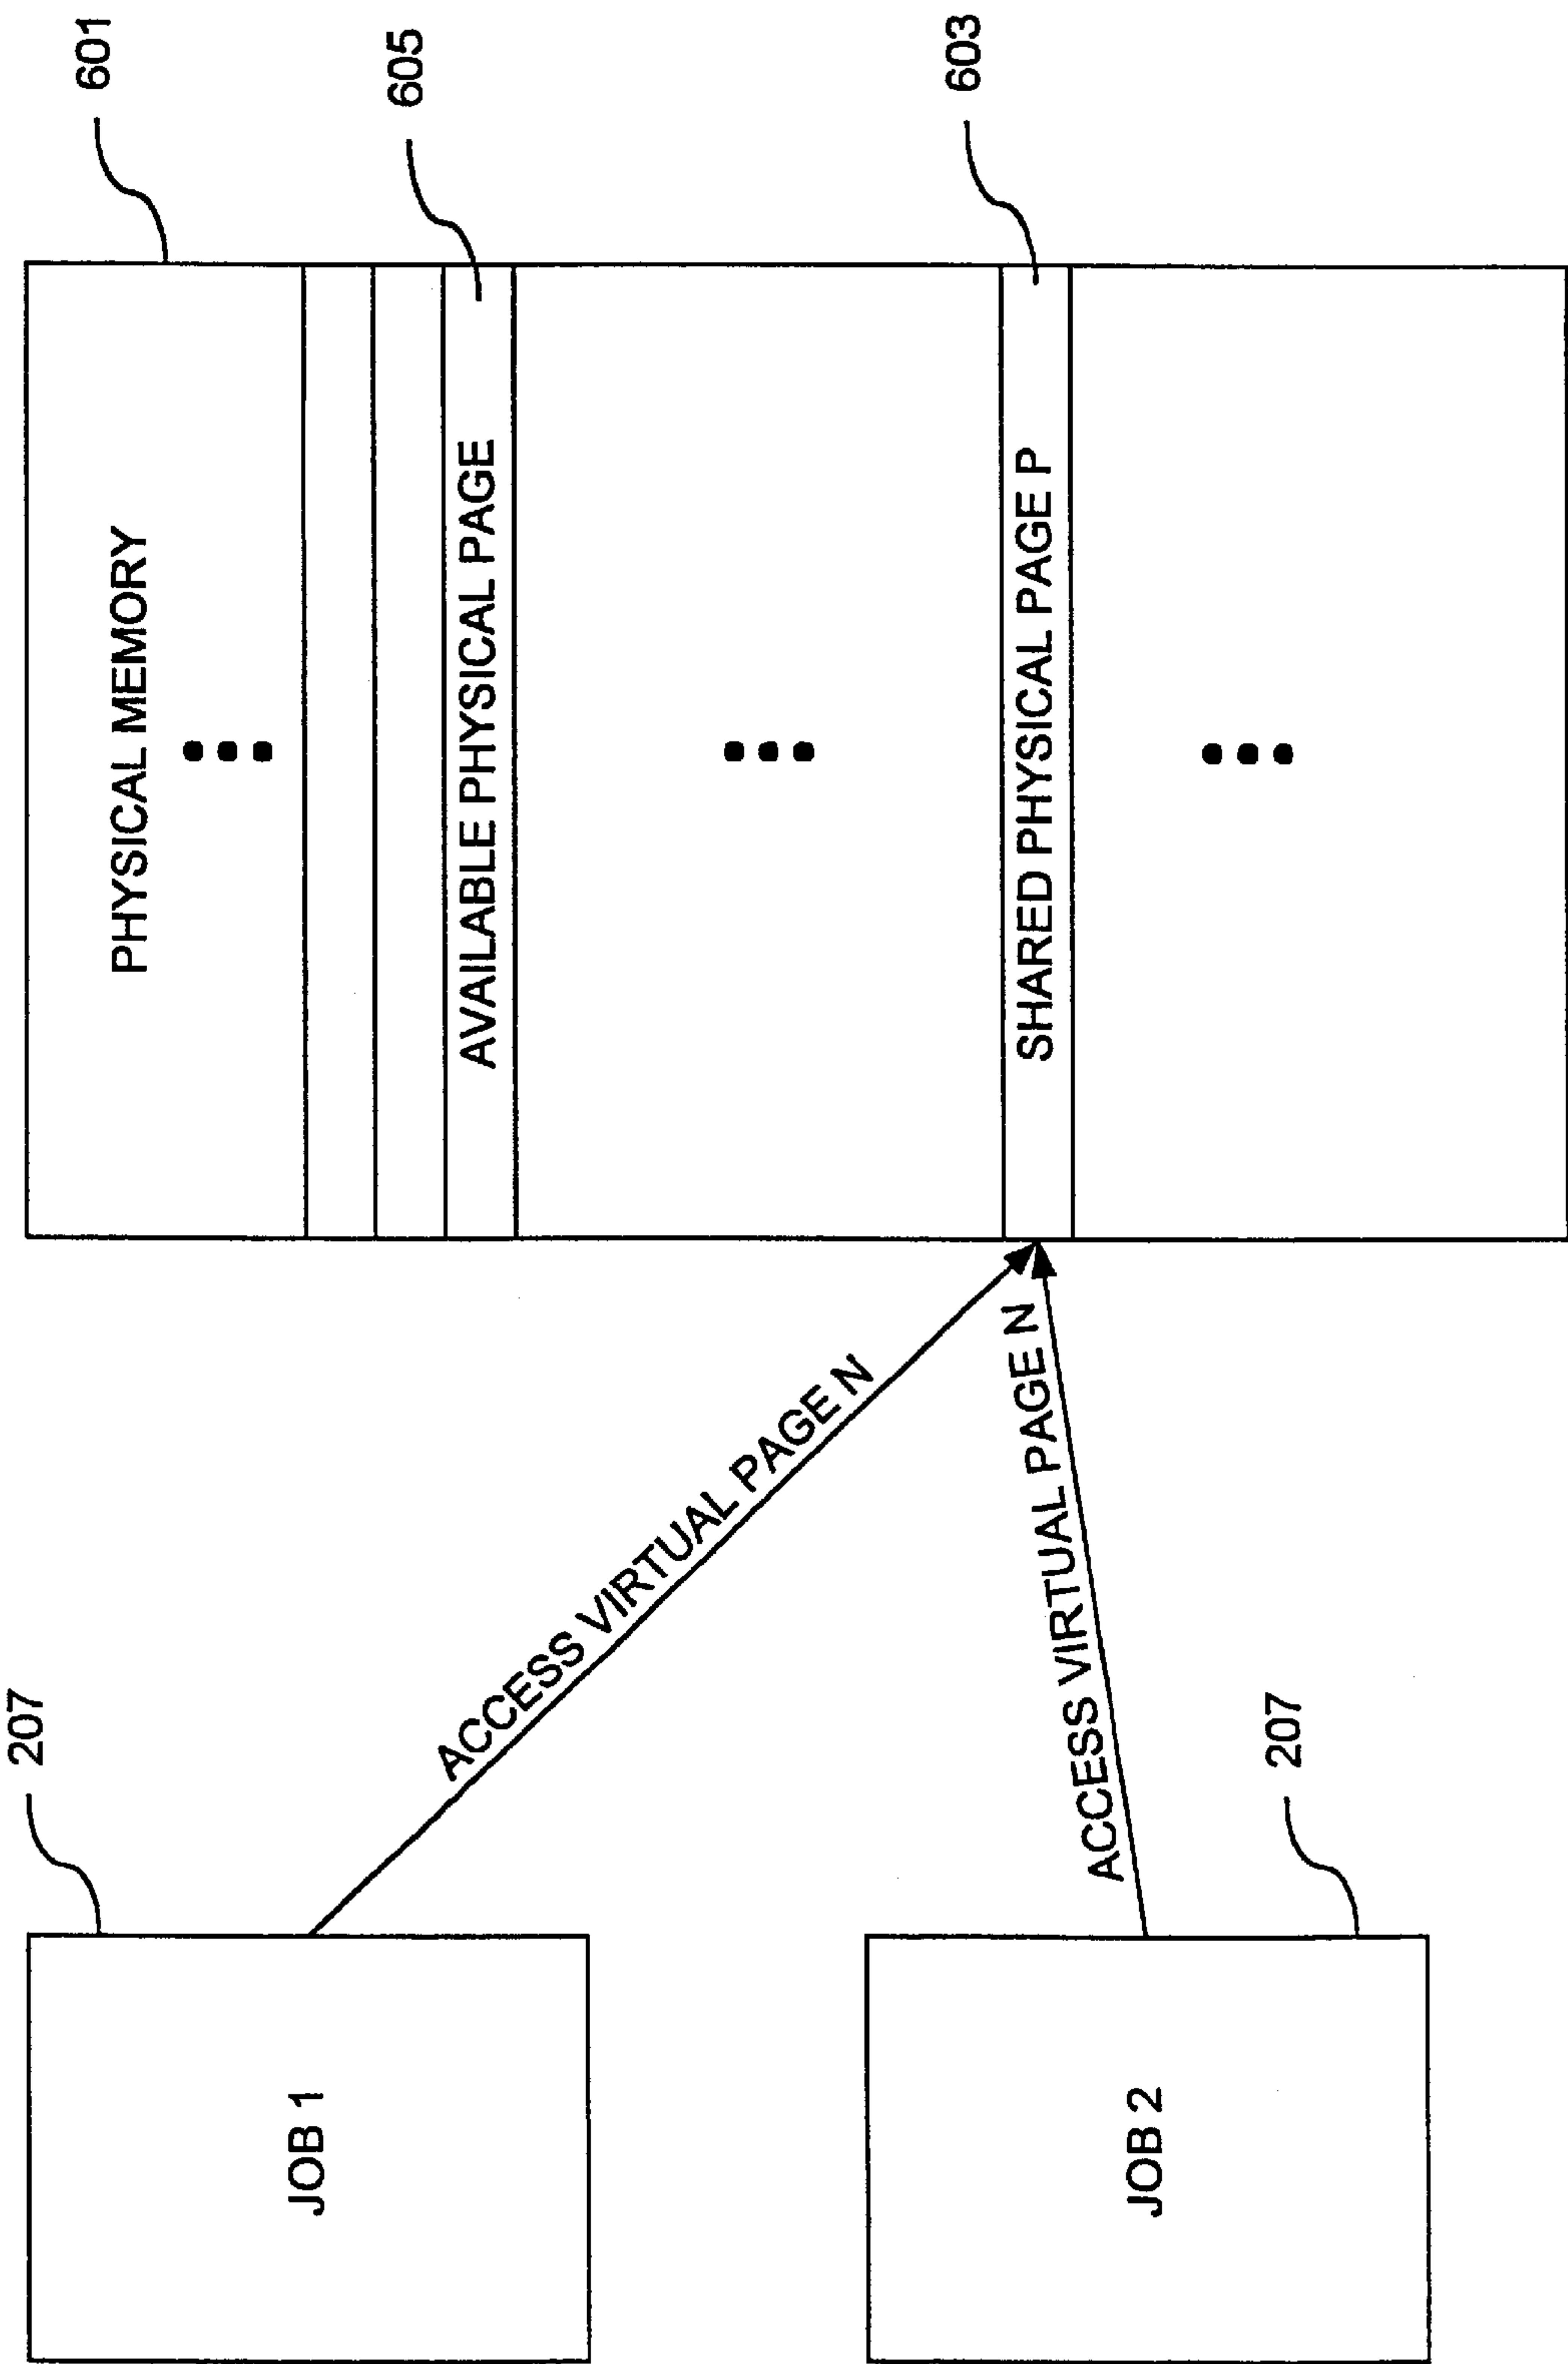 207
JOB 1
ACCESS VIRTUAL PAGE N
207
JOB 2
ACCESS VIRTUAL PAGE N
601
PHYSICAL MEMORY
605
AVAILABLE PHYSICAL PAGE
603
SHARED PHYSICAL PAGE P